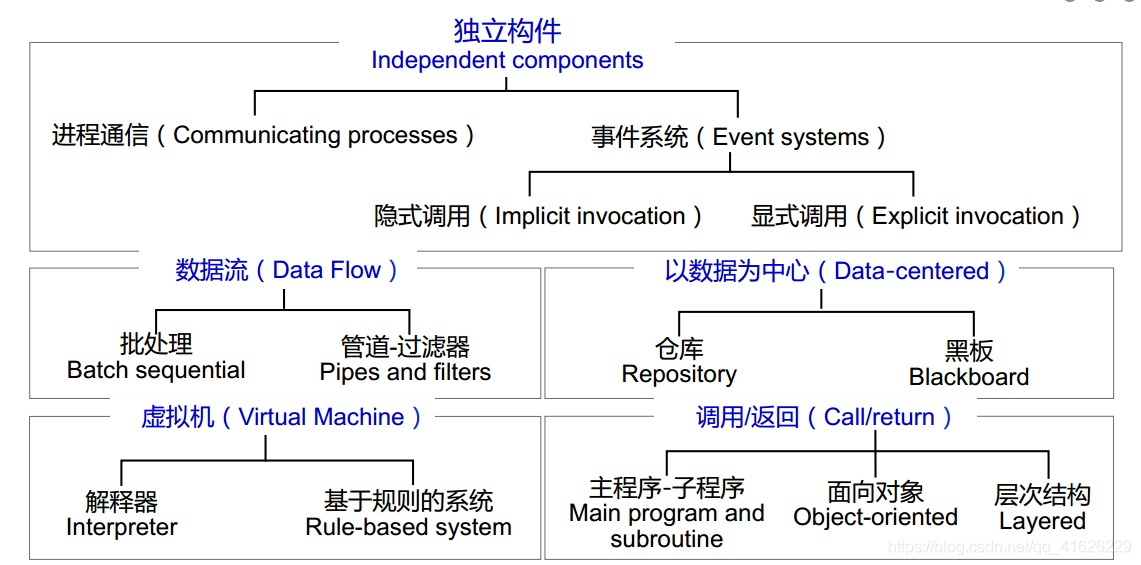 独立构件
Independent components
进程通信（Communicating processes）
事件系统（Event systems）
隐式调用（Implicit invocation）
显式调用（Explicit invocation）
数据流（Data Flow）
批处理
Batch sequential
管道-过滤器
Pipes and filters
以数据为中心（Data-centered）
仓库
Repository
黑板
Blackboard
虚拟机（Virtual Machine）
解释器
Interpreter
基于规则的系统
Rule-based system
调用/返回（Call/return）
主程序-子程序
Main program and
subroutine
面向对象
Object-oriented
层次结构
Layered
https://blog.csdn.net/qq_41626229